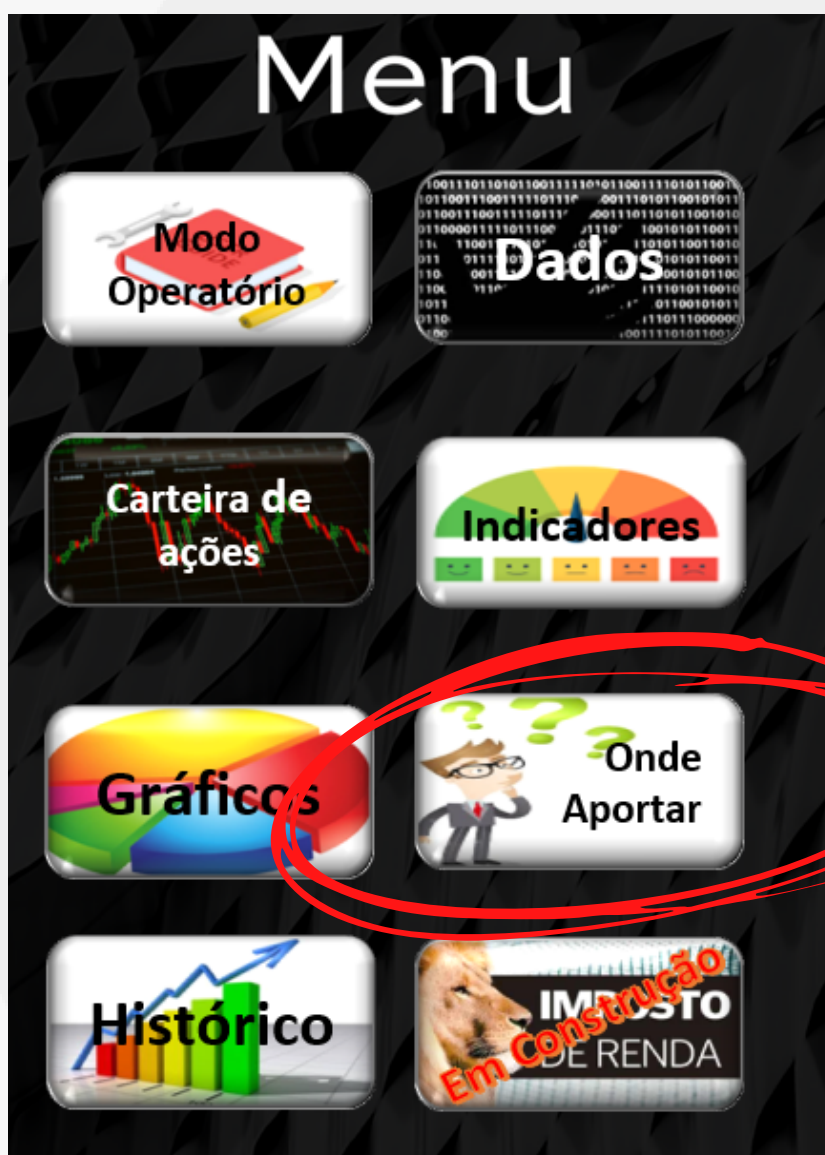 Menu
Modo
Operatório
Dados
Carteira de
ações
Indicadores
Gráficos
Onde
Aportar
Histórico
IMPOSTO
DE RENDA
Em Construção